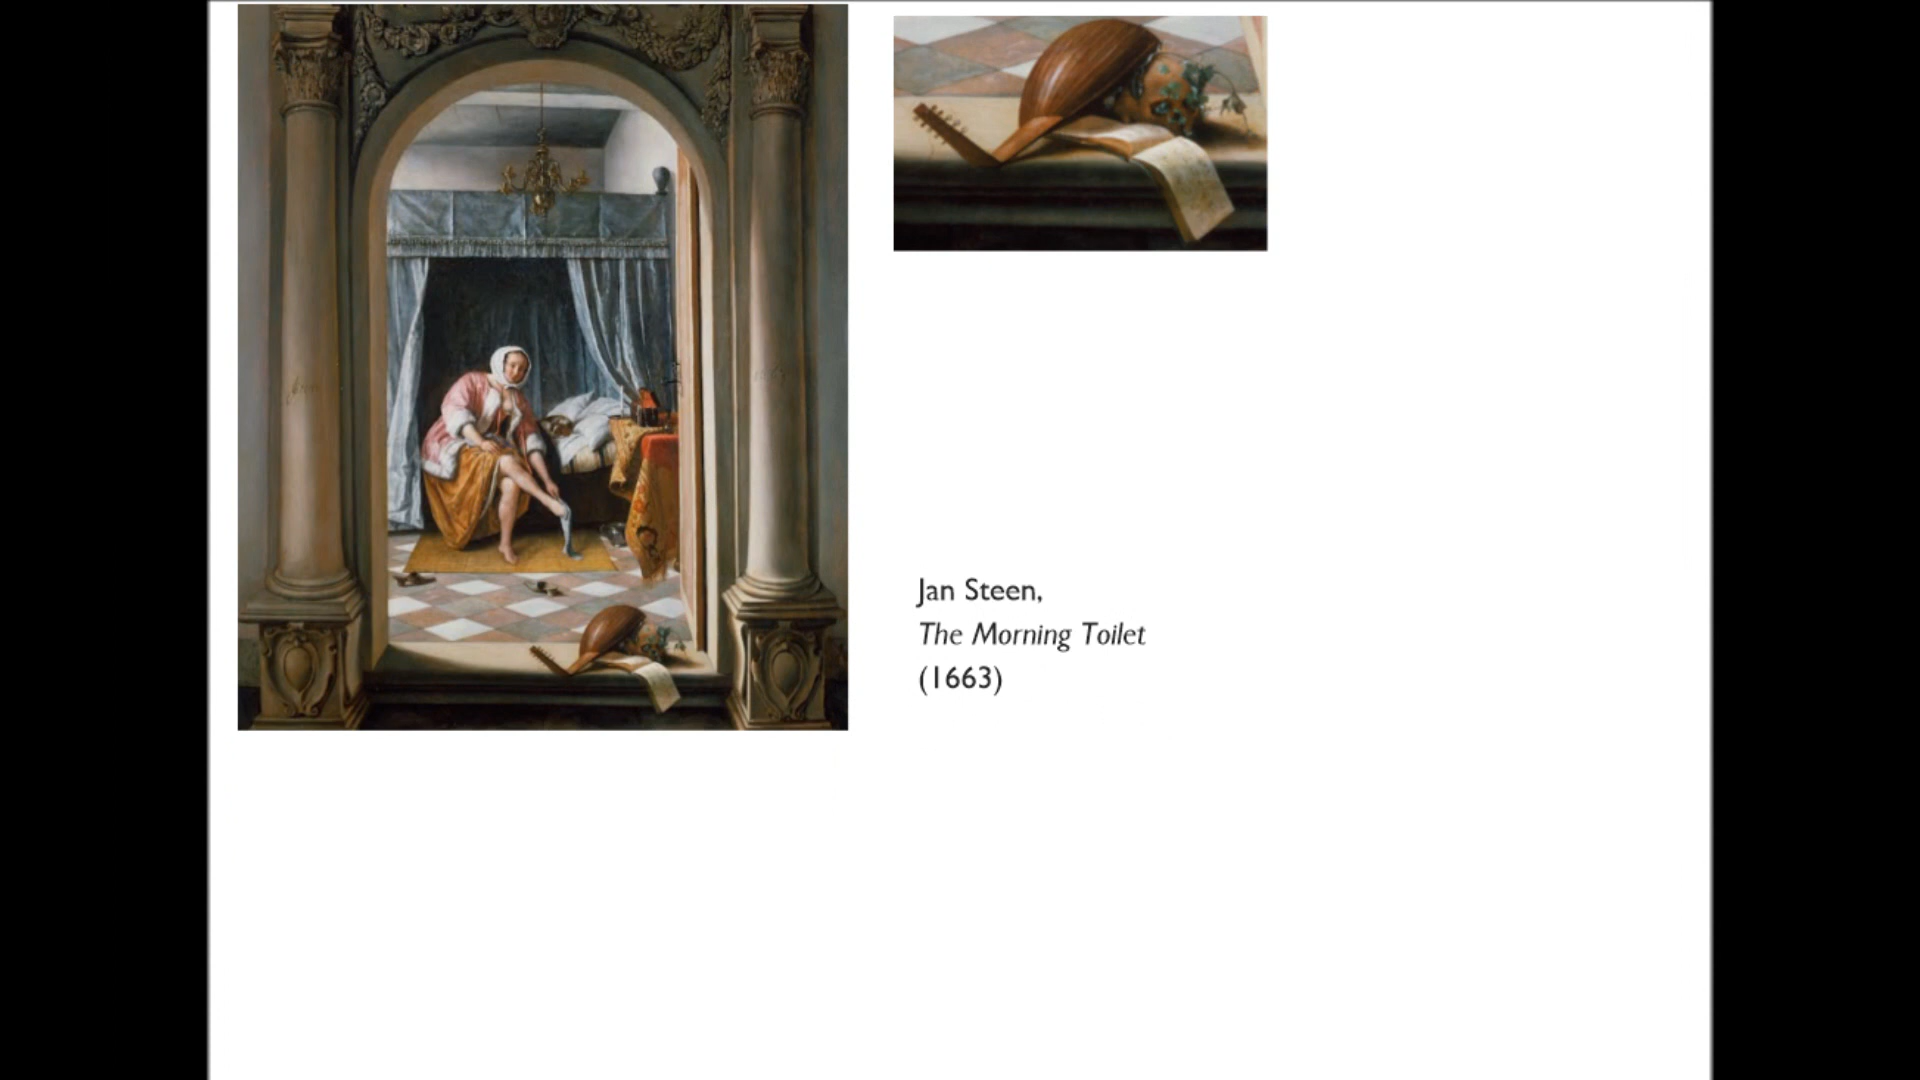 Jan Steen,
The Morning Toilet
(1663)